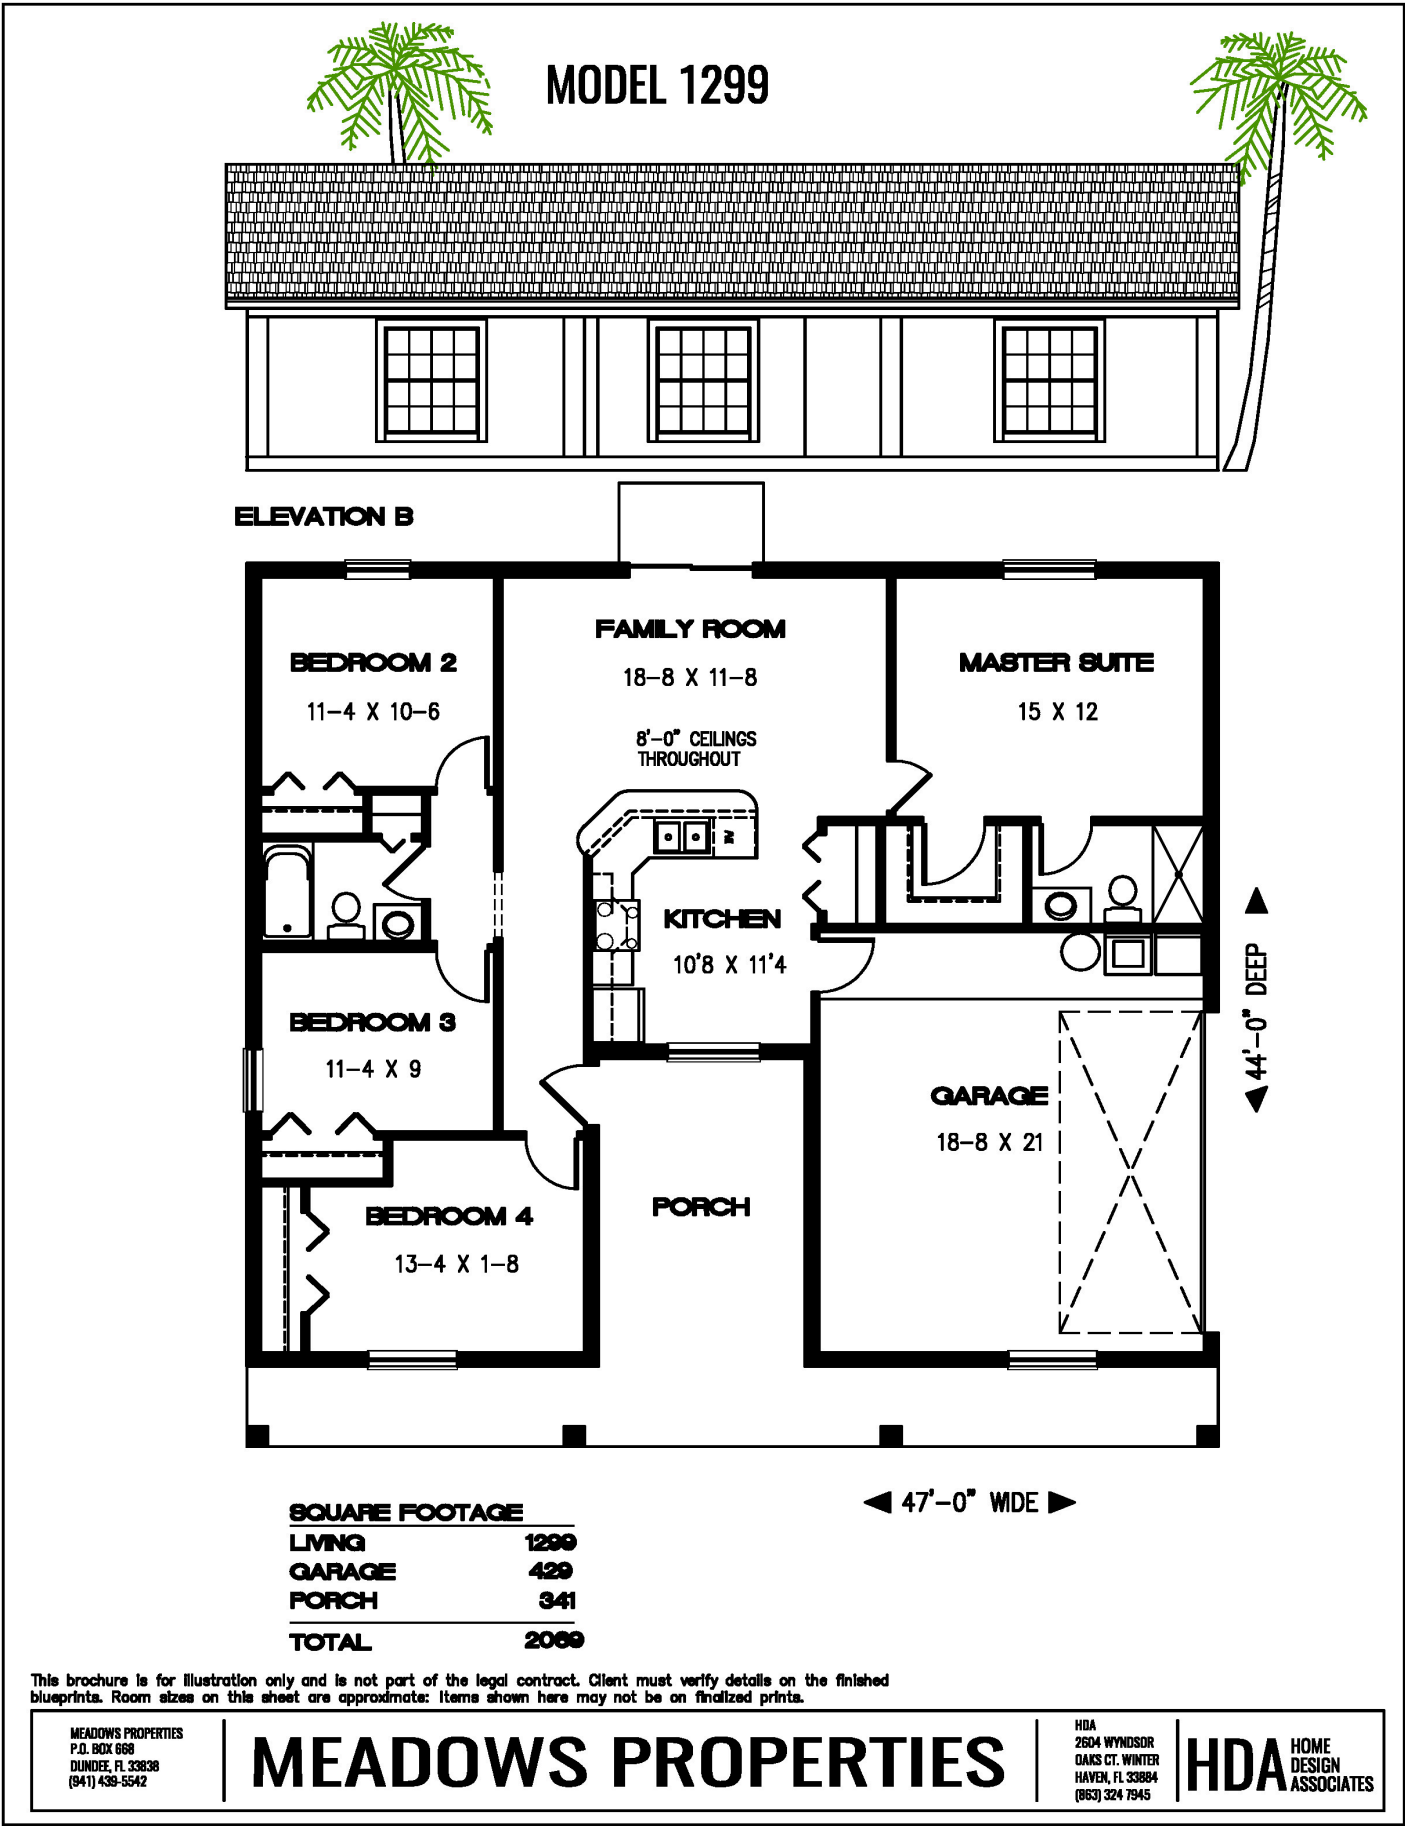 MODEL 1299
ELEVATION B
FAMILY ROOM
18-8 X 11-8
8'-0" CEILINGS
THROUGHOUT
BEDROOM 2
11-4 X 10-6
MASTER SUITE
15 X 12
KITCHEN
10'8 X 11'4
BEDROOM 3
11-4 X 9
GARAGE
18-8 X 21
44'-0" DEEP
PORCH
BEDROOM 4
13-4 X 1-8
47'-0" WIDE
SQUARE FOOTAGE
LIVING 1299
GARAGE 429
PORCH 341
TOTAL 2069
This brochure is for illustration only and is not part of the legal contract. Client must verify details on the finished
blueprints. Room sizes on this sheet are approximate: Items shown here may not be on finalized prints.
MEADOWS PROPERTIES
P.O. BOX 668
DUNDEE, FL 33838
(941) 439-5542
MEADOWS PROPERTIES
HDA
2604 WYNDSOR
OAKS CT. WINTER
HAVEN, FL 33884
(863) 324 7945
HDA
HOME
DESIGN
ASSOCIATES